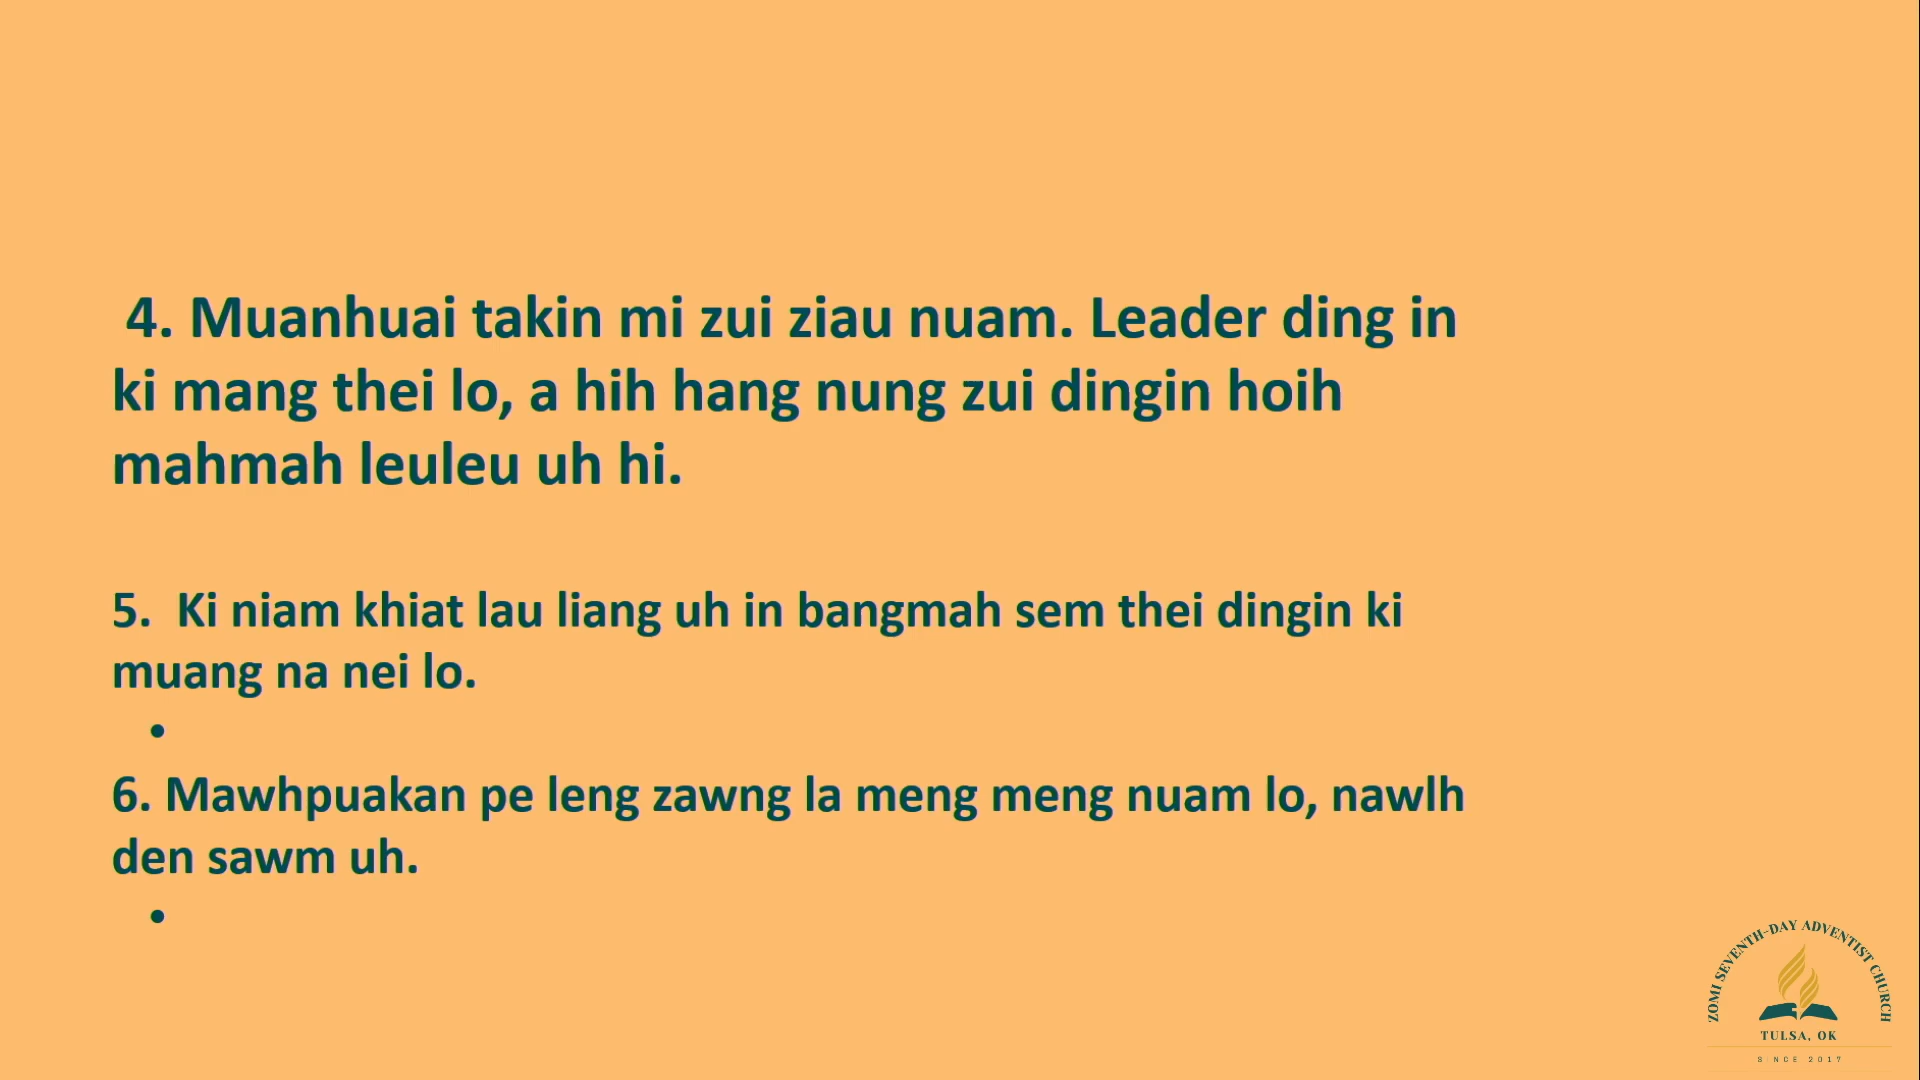 4. Muanhuai takin mi zui ziau nuam. Leader ding in
ki mang thei lo, a hih hang nung zui dingin hoih
mahmah leuleu uh hi.
5. Ki niam khiat lau liang uh in bangmah sem thei dingin ki
muang na nei lo.
•
6. Mawhpuakan pe leng zawng la meng meng nuam lo, nawlh
den sawm uh.
•
ZOMI SEVENTH-DAY ADVENTIST CHURCH
TULSA, OK
SINCE 2017